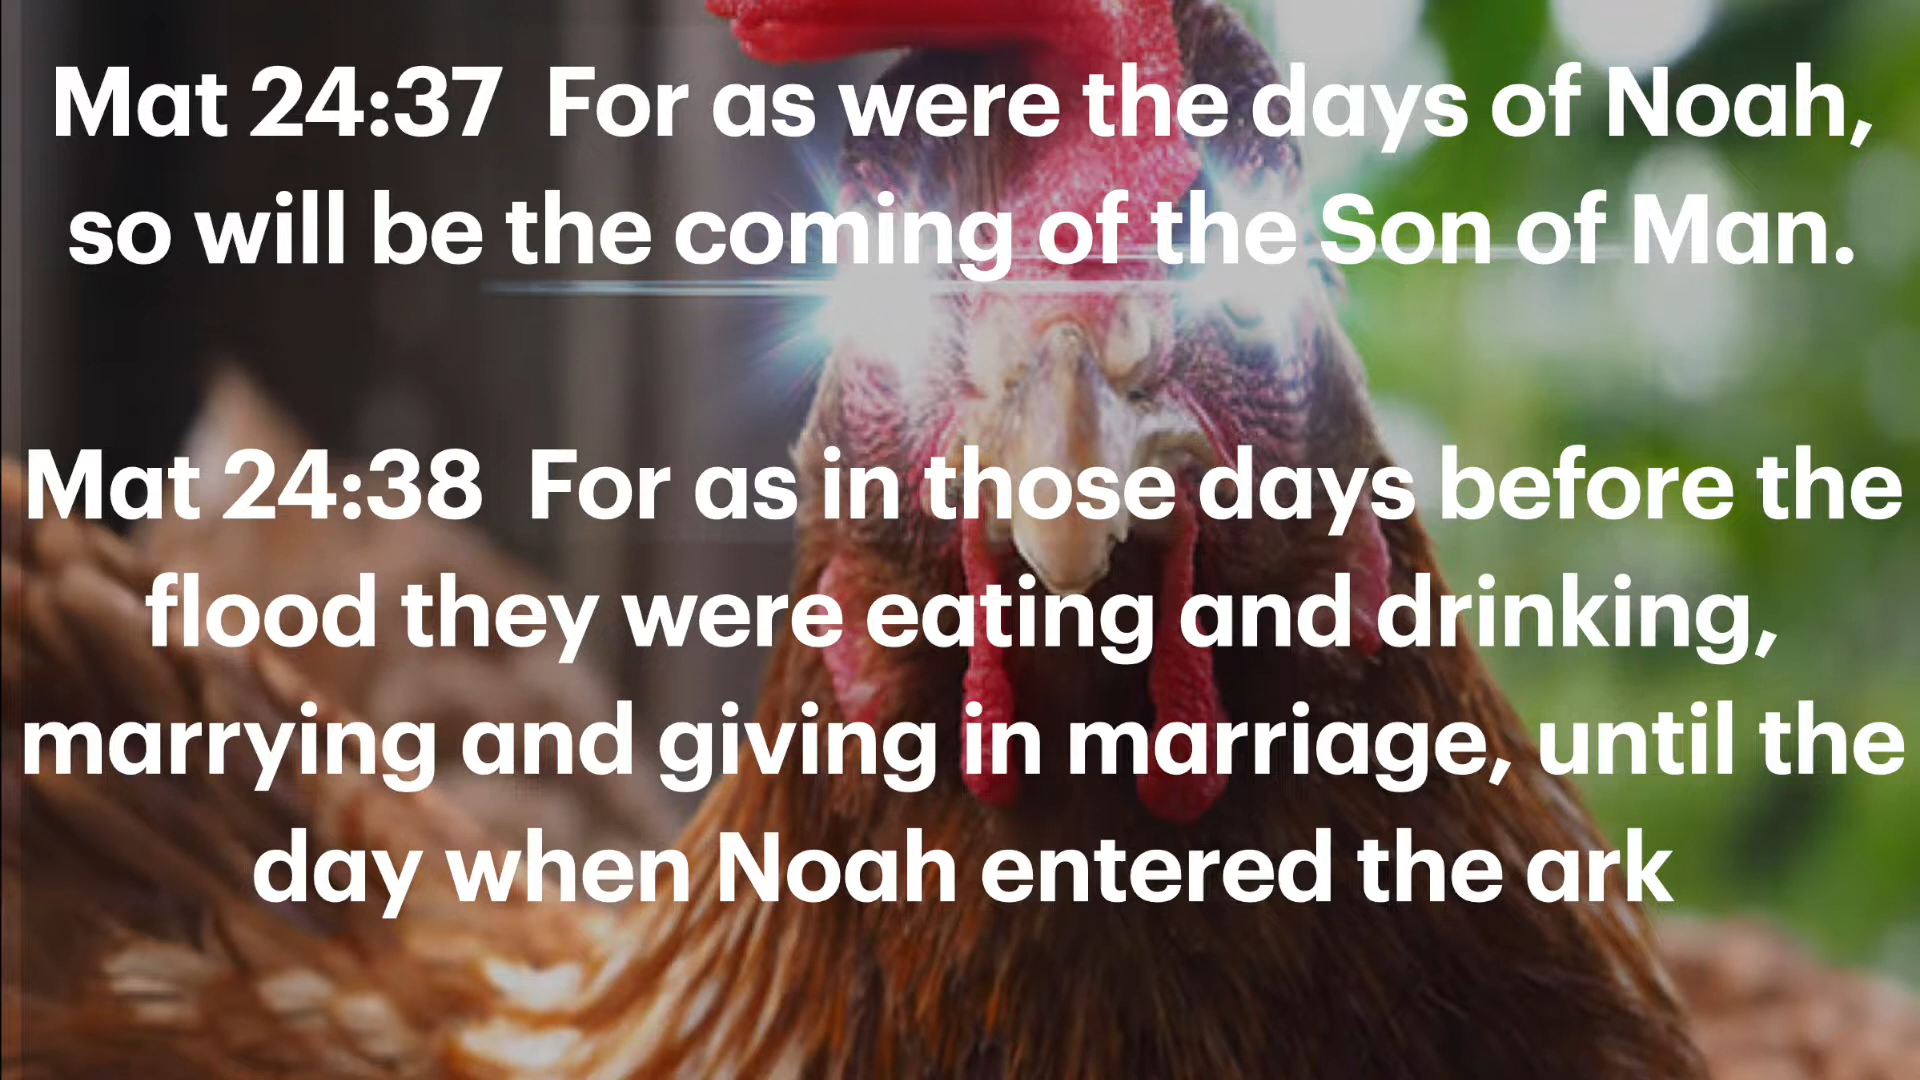 Mat 24:37 For as were the days of Noah,
so will be the coming of the Son of Man.
Mat 24:38 For as in those days before the
flood they were eating and drinking,
marrying and giving in marriage, until the
day when Noah entered the ark